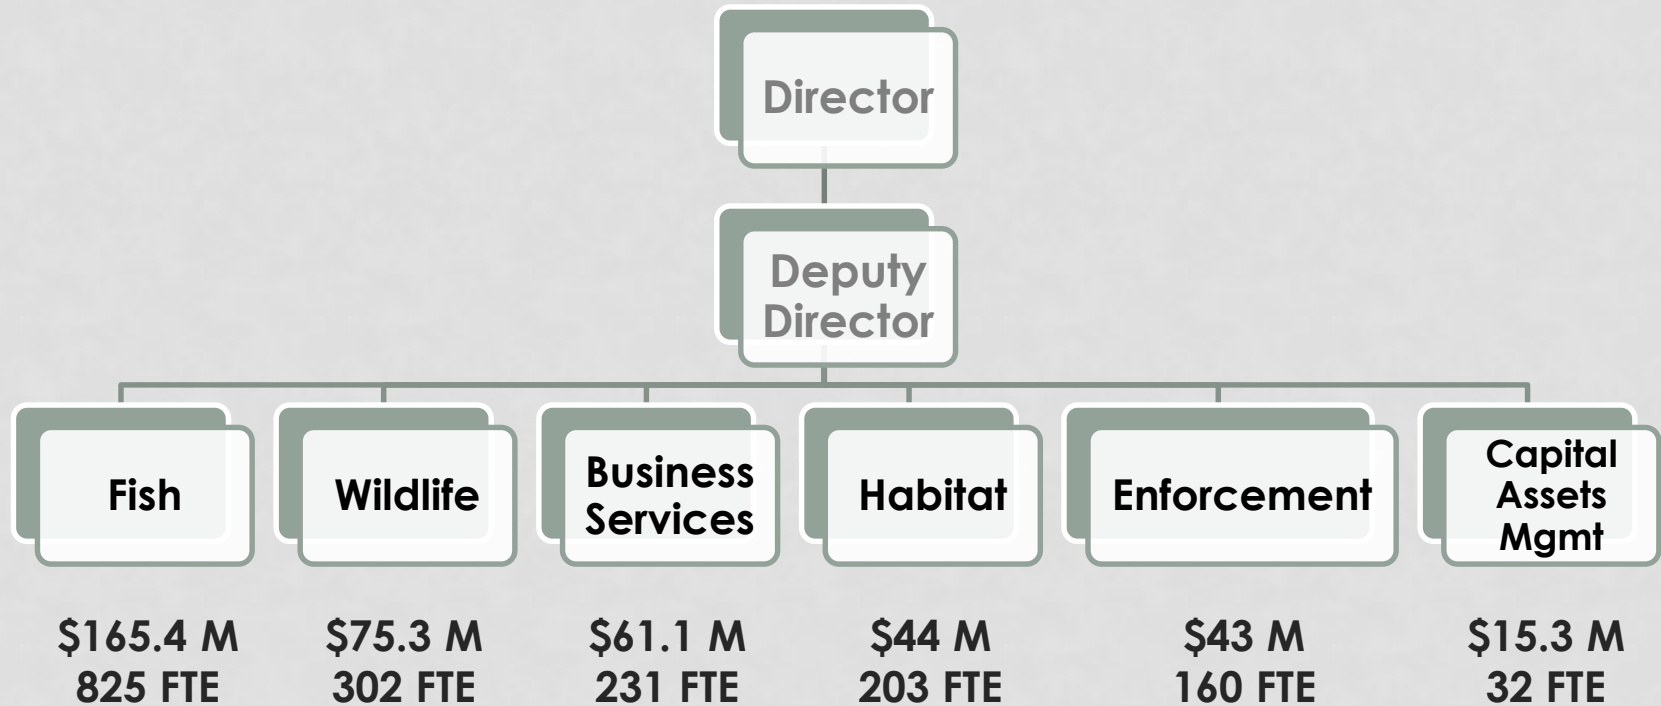 Director
Deputy
Director
Fish
Wildlife
Business
Services
Habitat
Enforcement
Capital
Assets
Mgmt
$165.4 M
825 FTE
$75.3 M
302 FTE
$61.1 M
231 FTE
$44 M
203 FTE
$43 M
160 FTE
$15.3 M
32 FTE